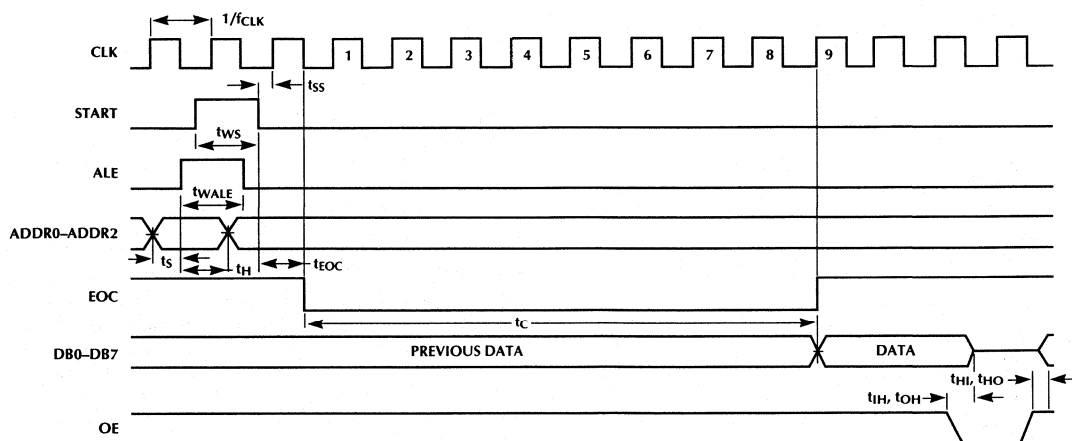 1/fCLK
CLK
1 2 3 4 5 6 7 8 9
tSS
START
tWS
ALE
tWALE
ADDR0–ADDR2
tS
tH
tEOC
EOC
tC
DB0–DB7
PREVIOUS DATA
DATA
tHI, tHO
tIH, tOH
OE